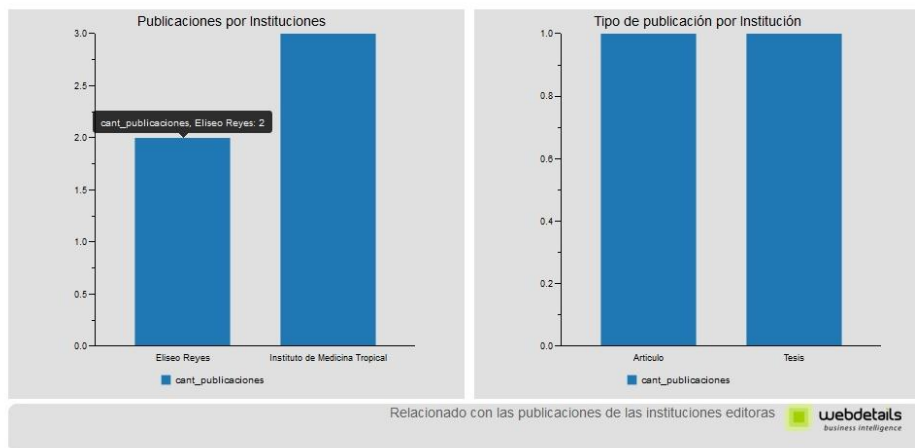 Publicaciones por Instituciones
3.0
2.5
cant_publicaciones, Eliseo Reyes: 2
2.0
1.5
1.0
0.5
0.0
Eliseo Reyes
Instituto de Medicina Tropical
cant_publicaciones
Tipo de publicación por Institución
1.0
0.8
0.6
0.4
0.2
0.0
Articulo
Tesis
cant_publicaciones
Relacionado con las publicaciones de las instituciones editoras
webdetails
business intelligence